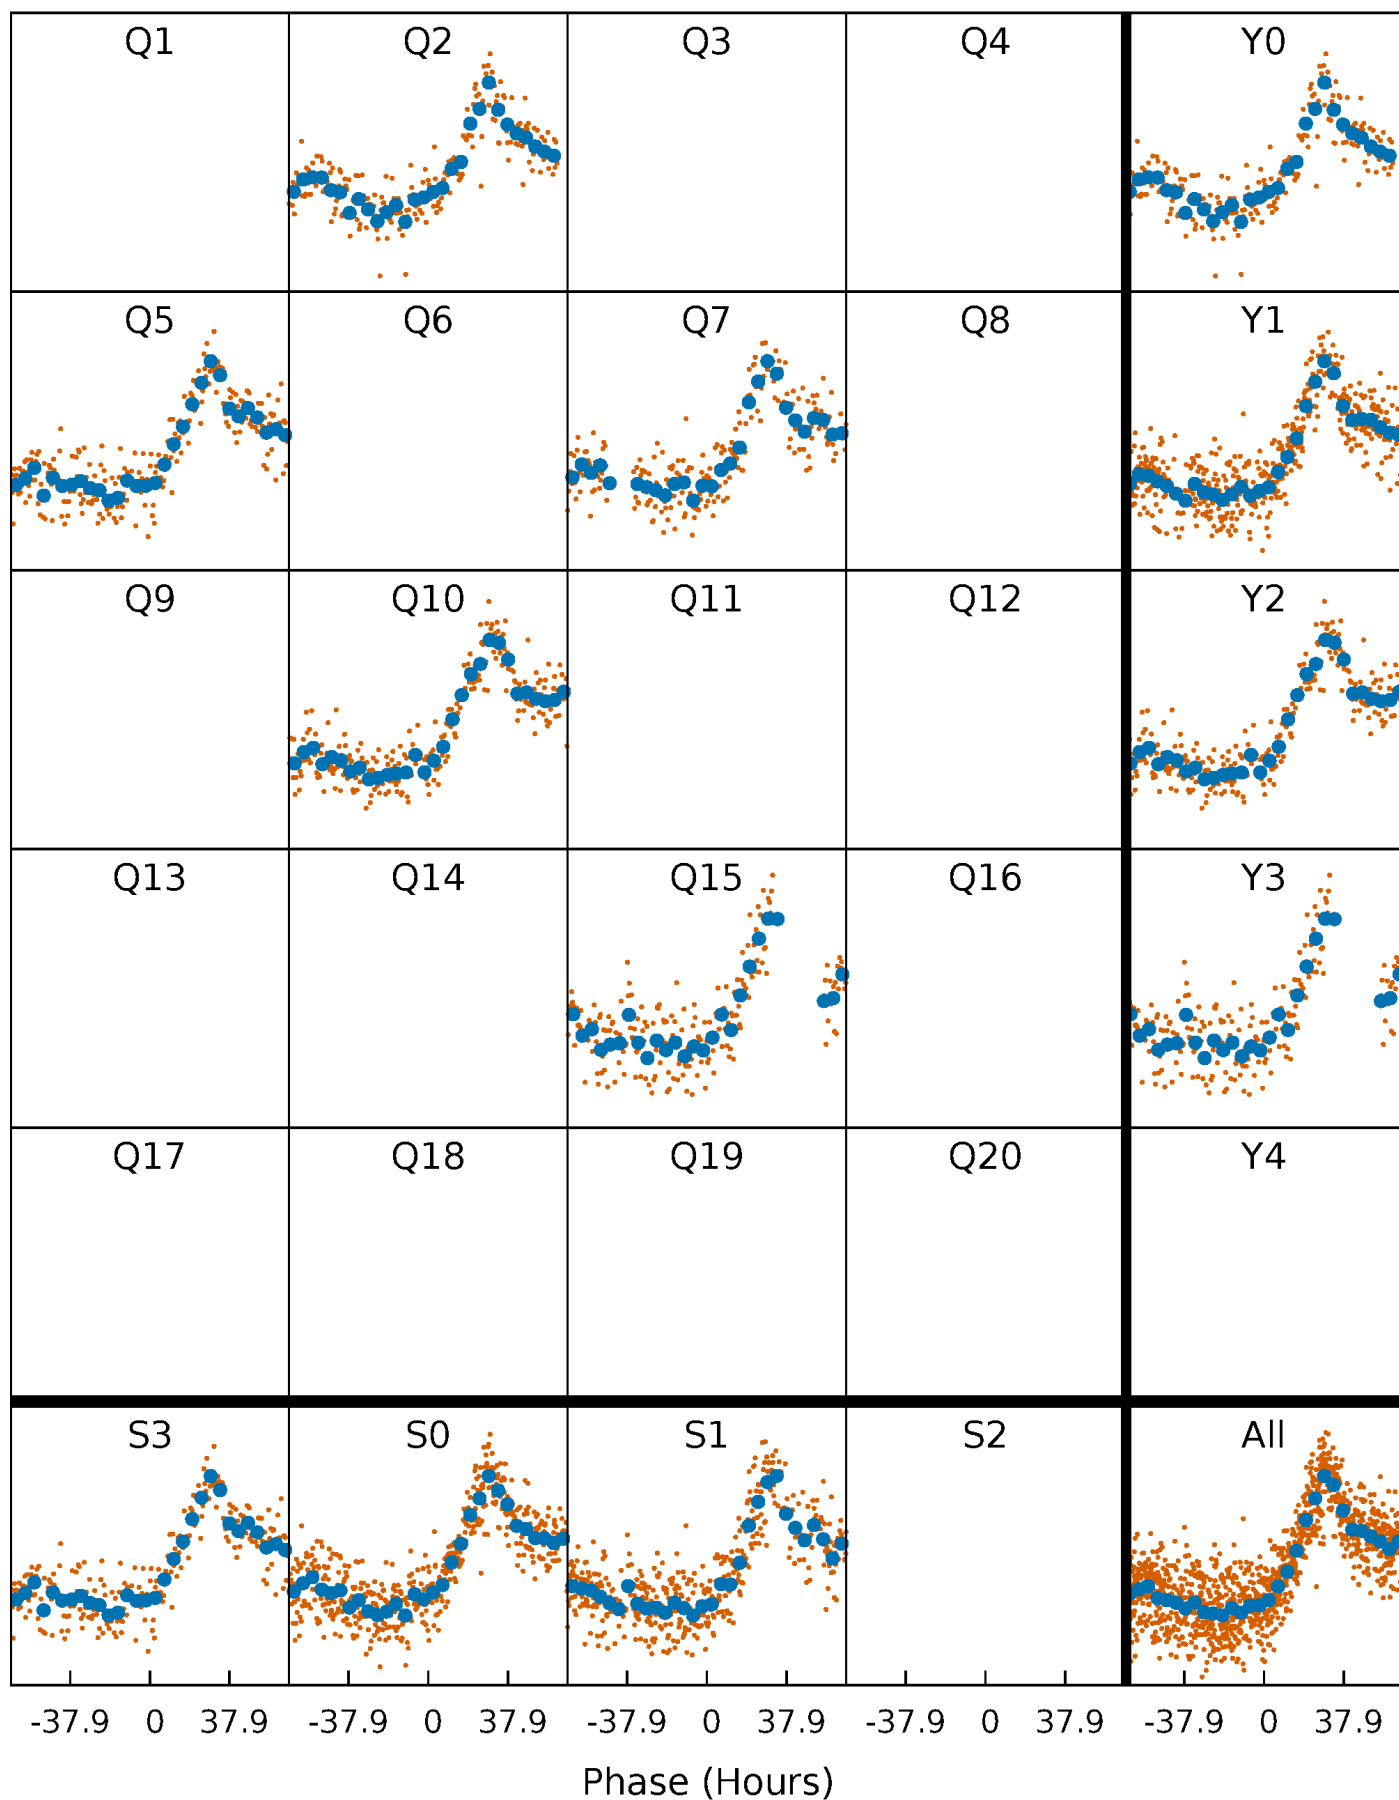 Q1 Q2 Q3 Q4 Y0
Q5 Q6 Q7 Q8 Y1
Q9 Q10 Q11 Q12 Y2
Q13 Q14 Q15 Q16 Y3
Q17 Q18 Q19 Q20 Y4
S3 S0 S1 S2 All
-37.9 0 37.9 -37.9 0 37.9 -37.9 0 37.9 -37.9 0 37.9 -37.9 0 37.9
Phase (Hours)